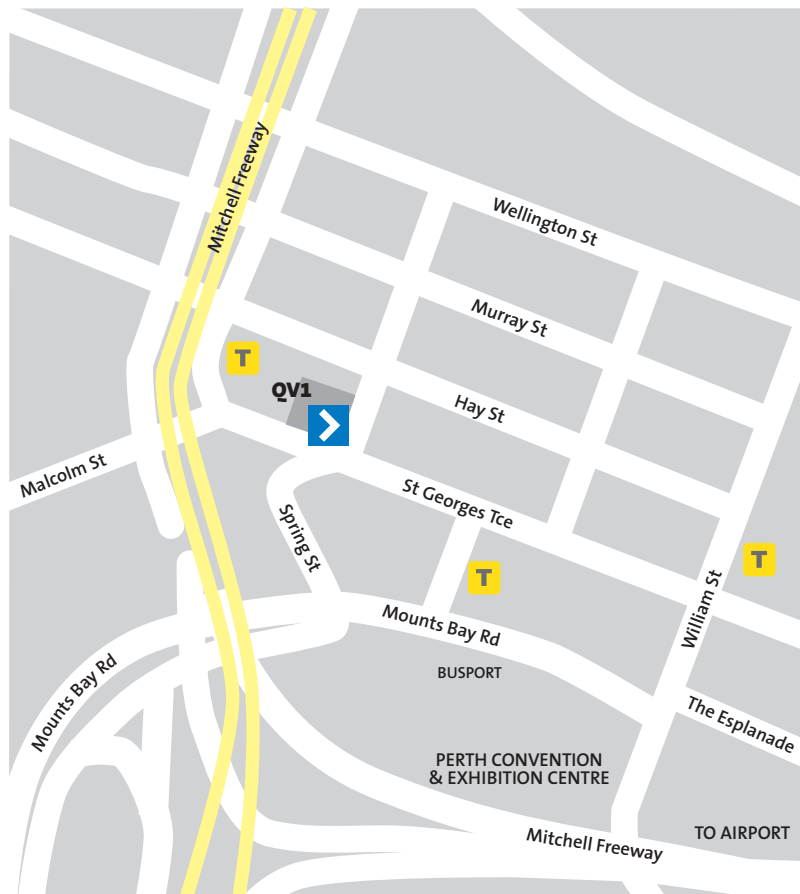 Mitchell Freeway
Wellington St
Murray St
T
QV1
Hay St
Malcolm St
St Georges Tce
Spring St
T
T
William St
Mounts Bay Rd
Mounts Bay Rd
BUSPORT
The Esplanade
PERTH CONVENTION
& EXHIBITION CENTRE
TO AIRPORT
Mitchell Freeway